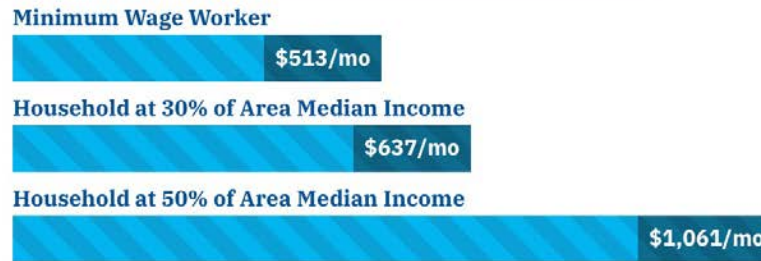 Minimum Wage Worker
$513/mo
Household at 30% of Area Median Income
$637/mo
Household at 50% of Area Median Income
$1,061/mo